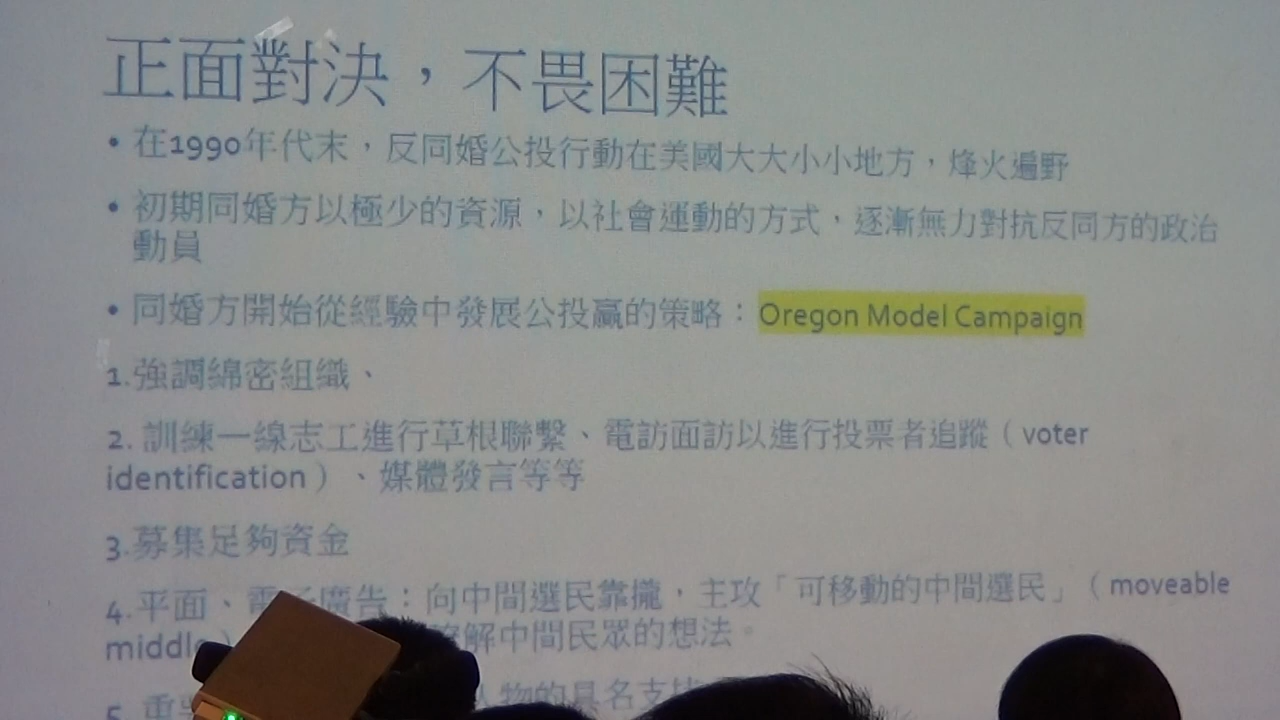 正面對決，不畏困難
• 在1990年代末，反同婚公投行動在美國大大小小地方，烽火遍野
• 初期同婚方以極少的資源，以社會運動的方式，逐漸無力對抗反同方的政治
動員
• 同婚方開始從經驗中發展公投贏的策略：Oregon Model Campaign
1.強調綿密組織、
2. 訓練一線志工進行草根聯繫、電訪面訪以進行投票者追蹤（voter
identification）、媒體發言等等
3.募集足夠資金
4.平面、電子廣告：向中間選民靠攏，主攻「可移動的中間選民」（moveable
middle 瞭解中間民眾的想法。
5. 重 人物的具名支持